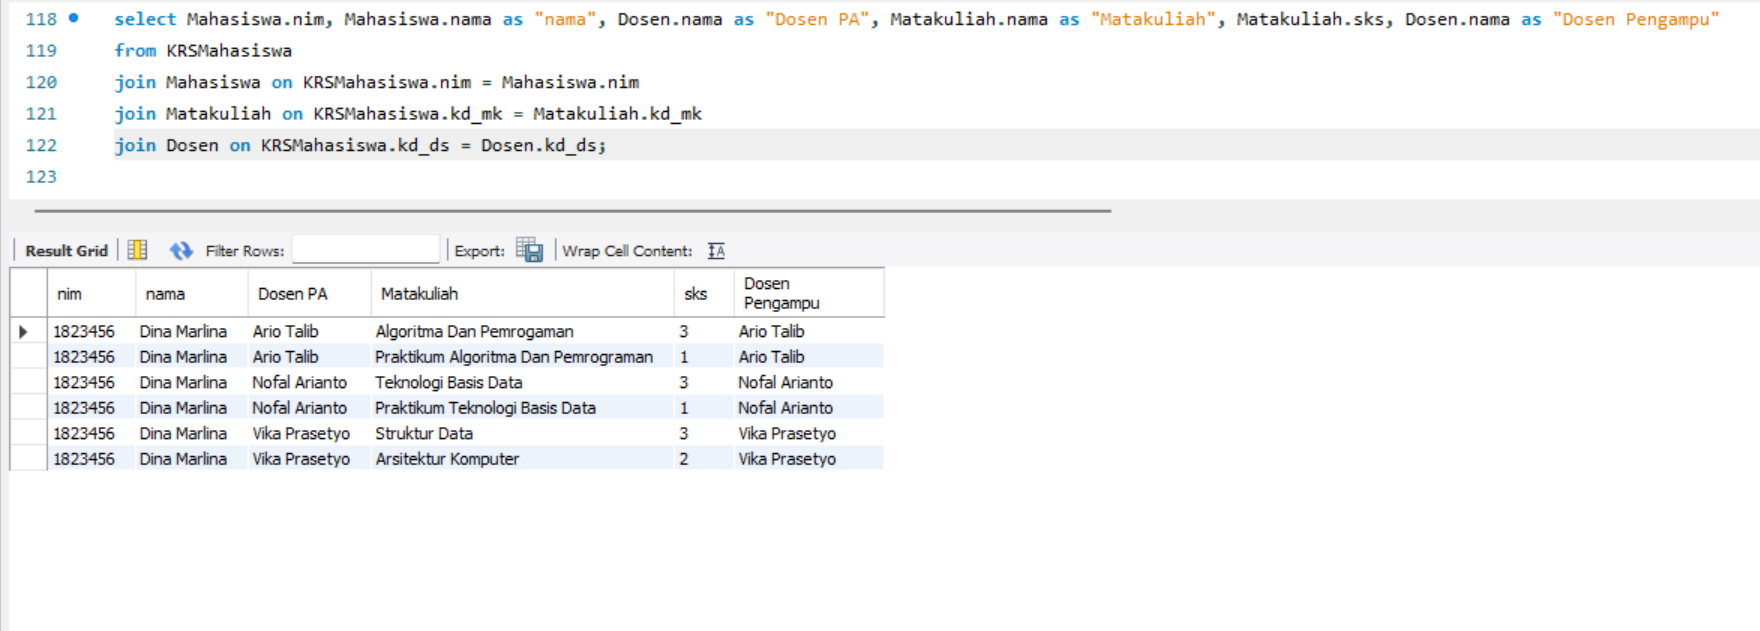 118 select Mahasiswa.nim, Mahasiswa.nama as "nama", Dosen.nama as "Dosen PA", Matakuliah.nama as "Matakuliah", Matakuliah.sks, Dosen.nama as "Dosen Pengampu"
119 from KRSMahasiswa
120 join Mahasiswa on KRSMahasiswa.nim = Mahasiswa.nim
121 join Matakuliah on KRSMahasiswa.kd_mk = Matakuliah.kd_mk
122 join Dosen on KRSMahasiswa.kd_ds = Dosen.kd_ds;
123
Result Grid Filter Rows: Export: Wrap Cell Content:
nim nama Dosen PA Matakuliah sks Dosen Pengampu
1823456 Dina Marlina Ario Talib Algoritma Dan Pemrogaman 3 Ario Talib
1823456 Dina Marlina Ario Talib Praktikum Algoritma Dan Pemrograman 1 Ario Talib
1823456 Dina Marlina Nofal Arianto Teknologi Basis Data 3 Nofal Arianto
1823456 Dina Marlina Nofal Arianto Praktikum Teknologi Basis Data 1 Nofal Arianto
1823456 Dina Marlina Vika Prasetyo Struktur Data 3 Vika Prasetyo
1823456 Dina Marlina Vika Prasetyo Arsitektur Komputer 2 Vika Prasetyo